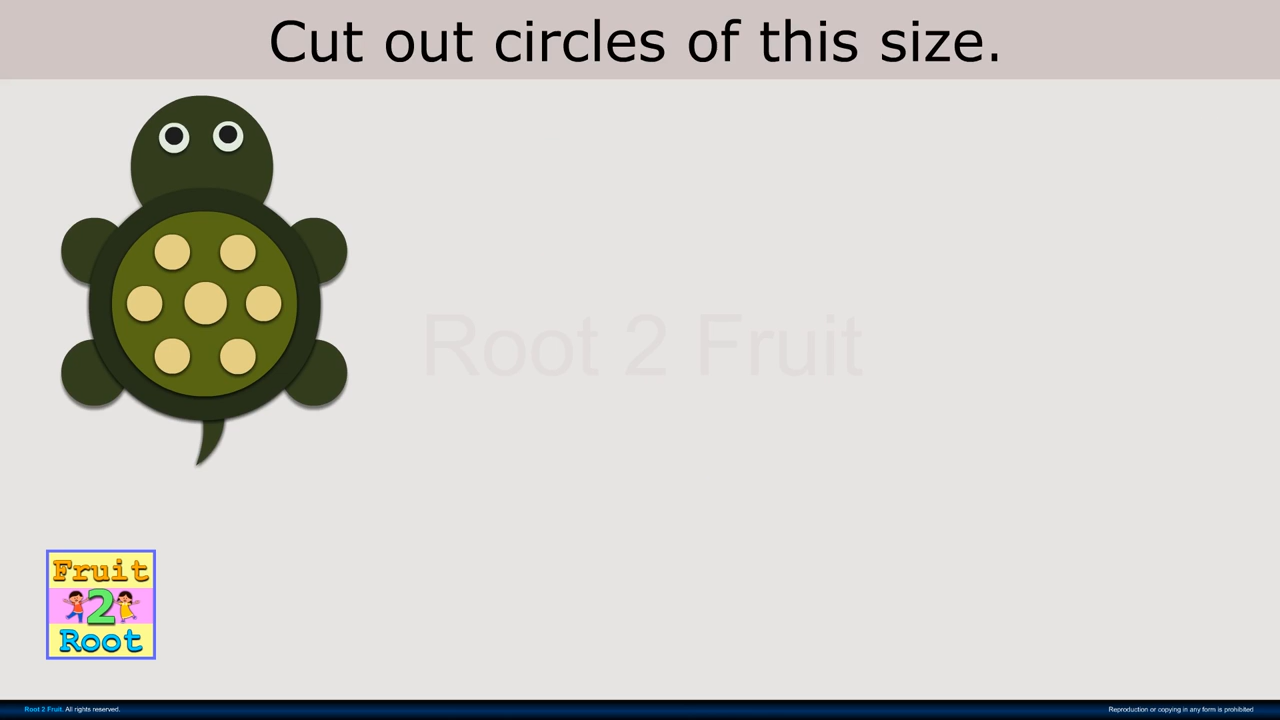 Cut out circles of this size.
Root 2 Fruit
Fruit
2
Root
Root 2 Fruit. All rights reserved.
Reproduction or copying in any form is prohibited